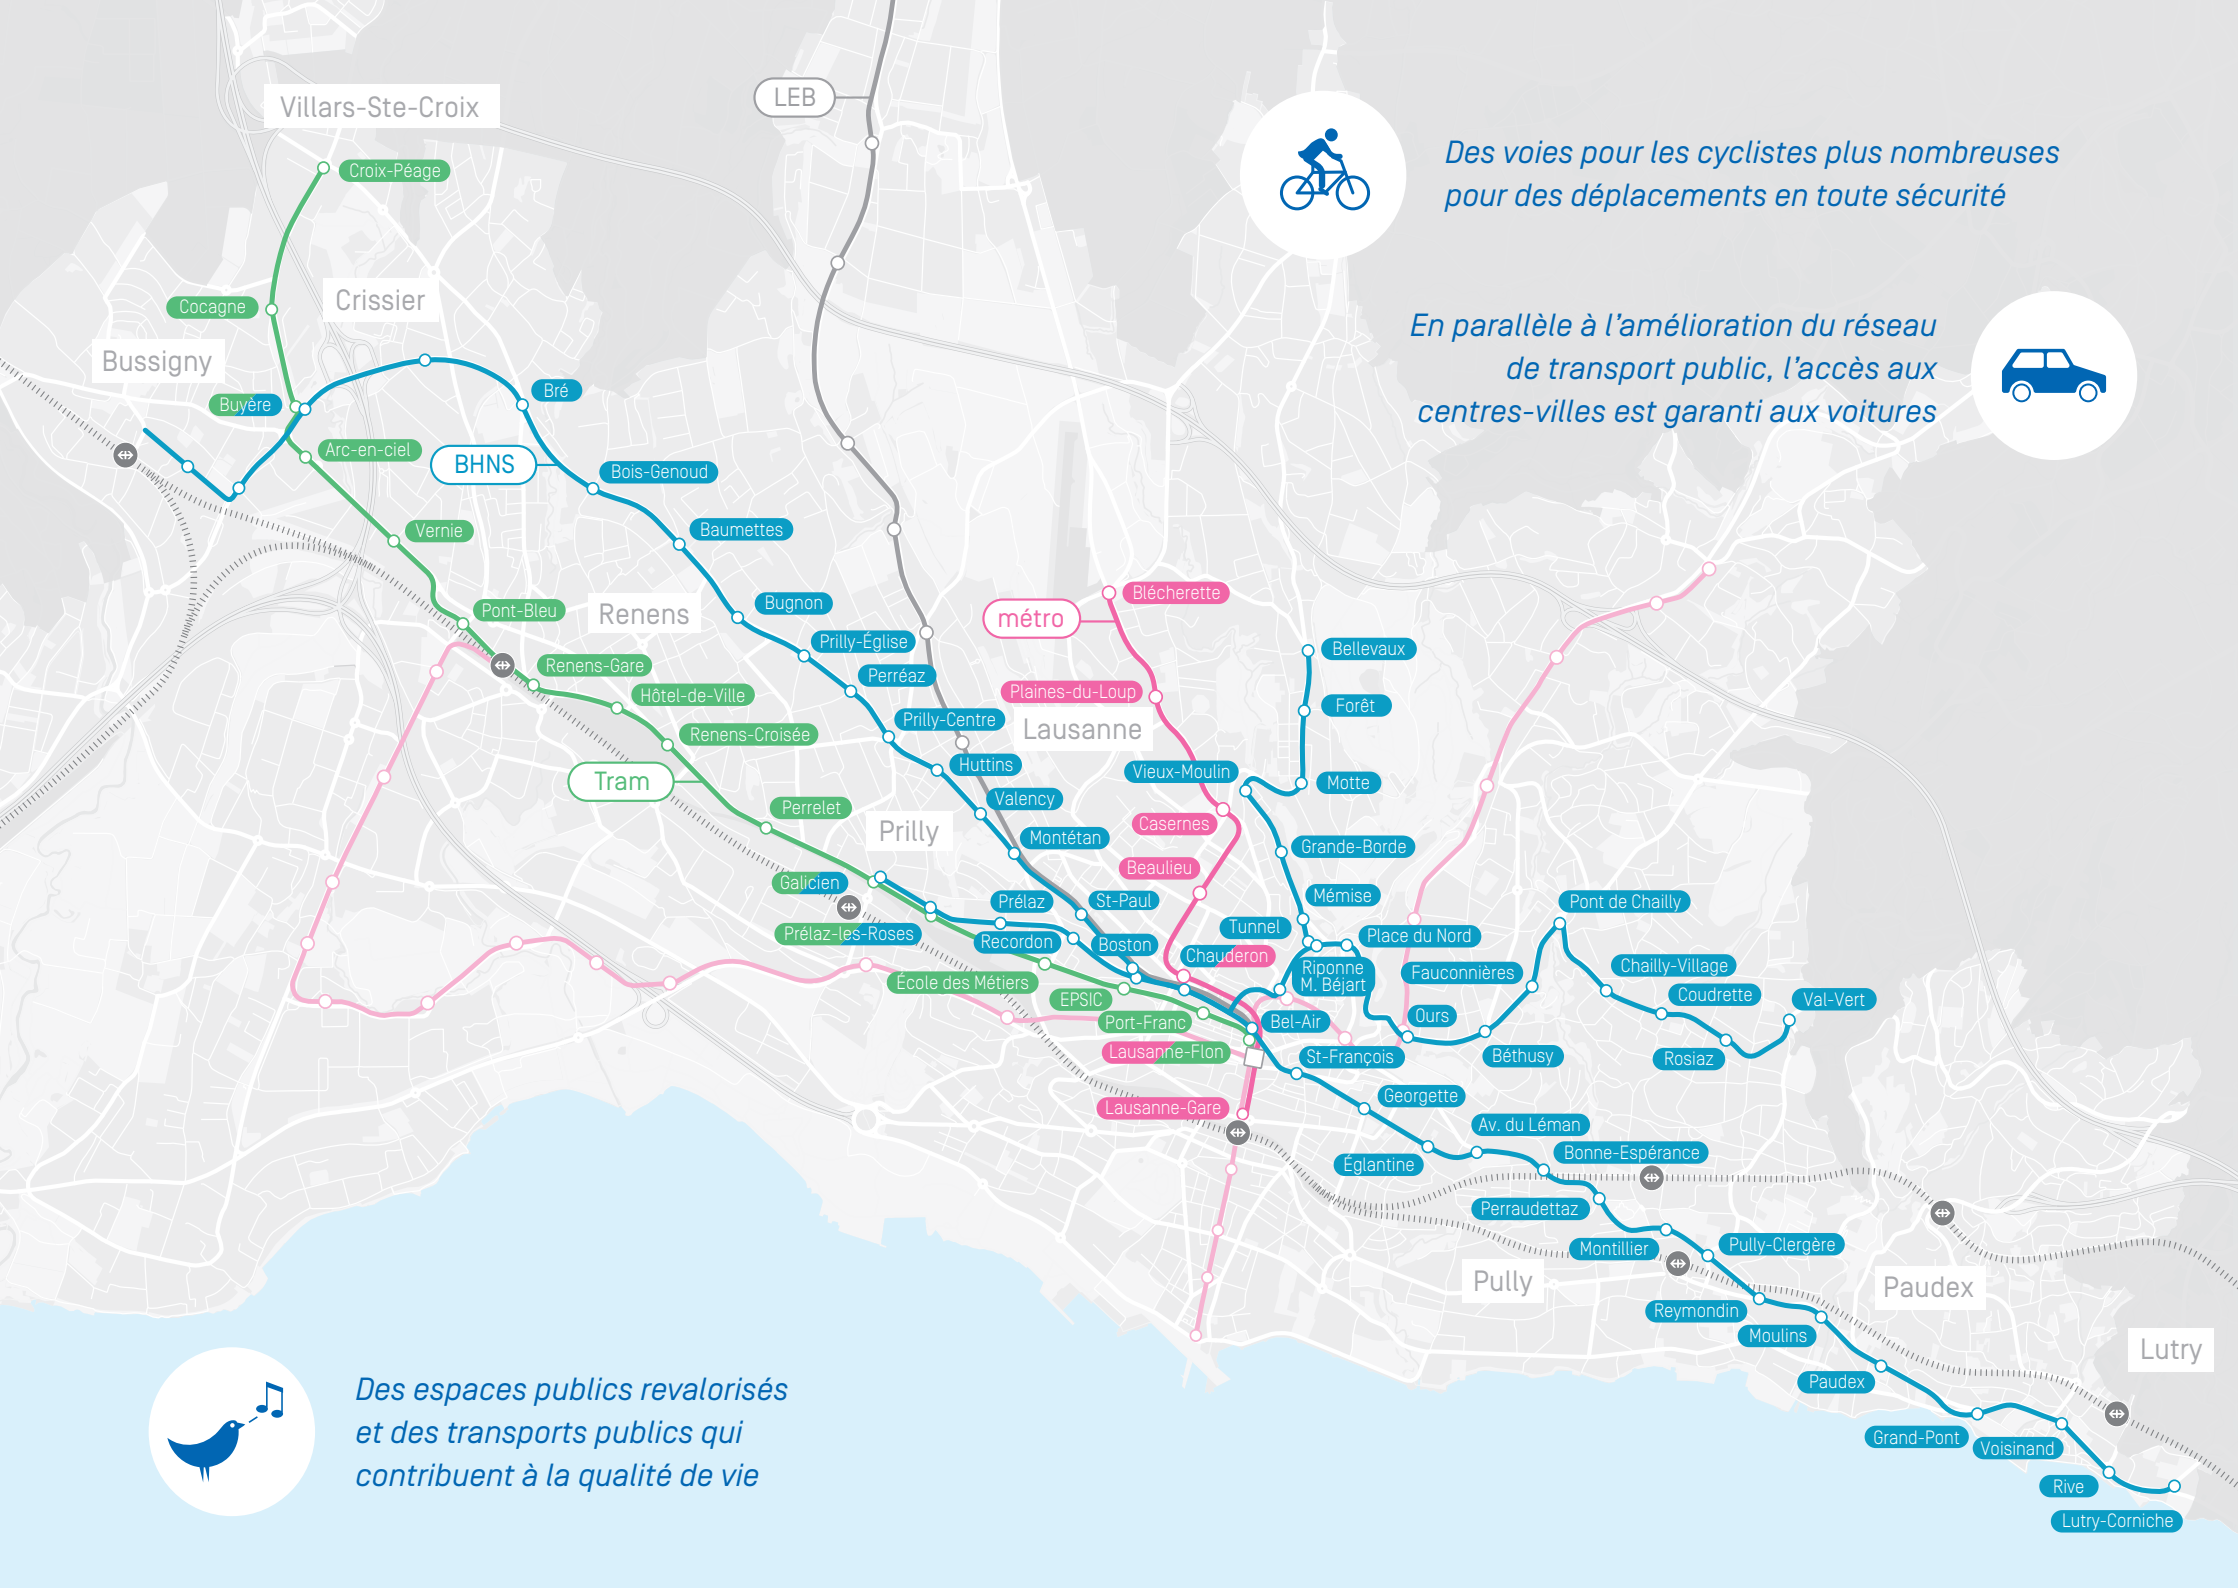 Villars-Ste-Croix
LEB
Des voies pour les cyclistes plus nombreuses
pour des déplacements en toute sécurité
Croix-Péage
Cocagne
Crissier
En parallèle à l'amélioration du réseau
de transport public, l'accès aux
centres-villes est garanti aux voitures
Bussigny
Buyère
Bré
Arc-en-ciel
BHNS
Bois-Genoud
Vernie
Baumettes
Pont-Bleu
Renens
Bugnon
métro
Blécherette
Prilly-Église
Bellevaux
Renens-Gare
Perréaz
Hôtel-de-Ville
Plaines-du-Loup
Forêt
Prilly-Centre
Lausanne
Renens-Croisée
Huttins
Vieux-Moulin
Motte
Tram
Valency
Perrelet
Prilly
Montétan
Casernes
Grande-Borde
Beaulieu
Galicien
Mémise
Prélaz
St-Paul
Pont de Chailly
Tunnel
Prélaz-les-Roses
Recordon
Boston
Place du Nord
Chauderon
Riponne
M. Béjart
Fauconnières
Chailly-Village
École des Métiers
EPSIC
Coudrette
Val-Vert
Port-Franc
Bel-Air
Ours
Lausanne-Flon
St-François
Béthusy
Rosiaz
Lausanne-Gare
Georgette
Av. du Léman
Églantine
Bonne-Espérance
Perraudettaz
Montillier
Pully-Clergère
Pully
Paudex
Reymondin
Moulins
Lutry
Paudex
Grand-Pont
Voisinand
Rive
Lutry-Corniche
Des espaces publics revalorisés
et des transports publics qui
contribuent à la qualité de vie